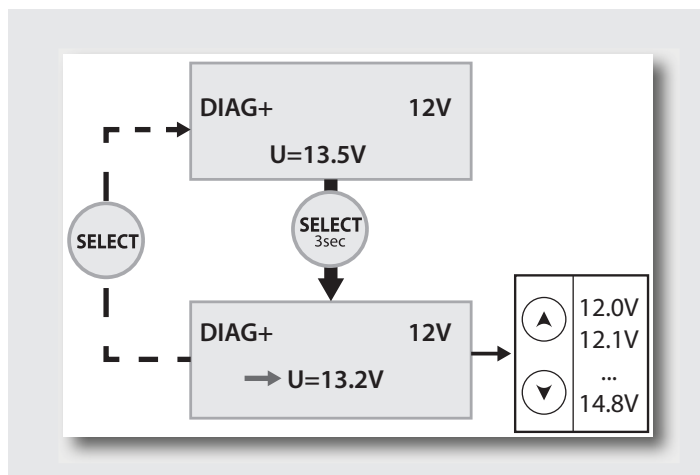 DIAG+ 12V
U=13.5V
SELECT
SELECT
3sec
DIAG+ 12V
U=13.2V
12.0V
12.1V
...
14.8V